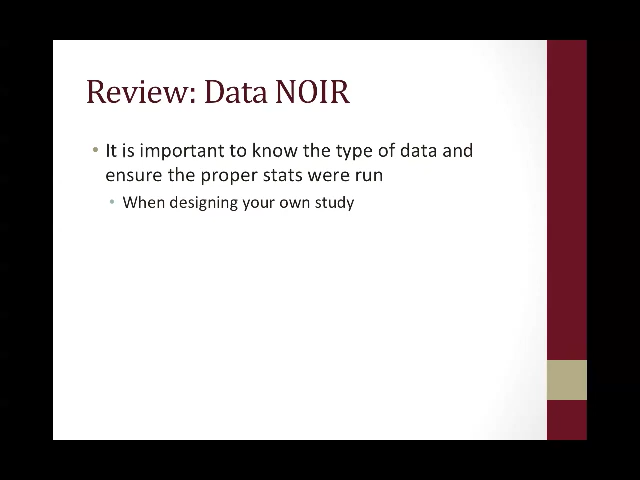 Review: Data NOIR
• It is important to know the type of data and
ensure the proper stats were run
• When designing your own study